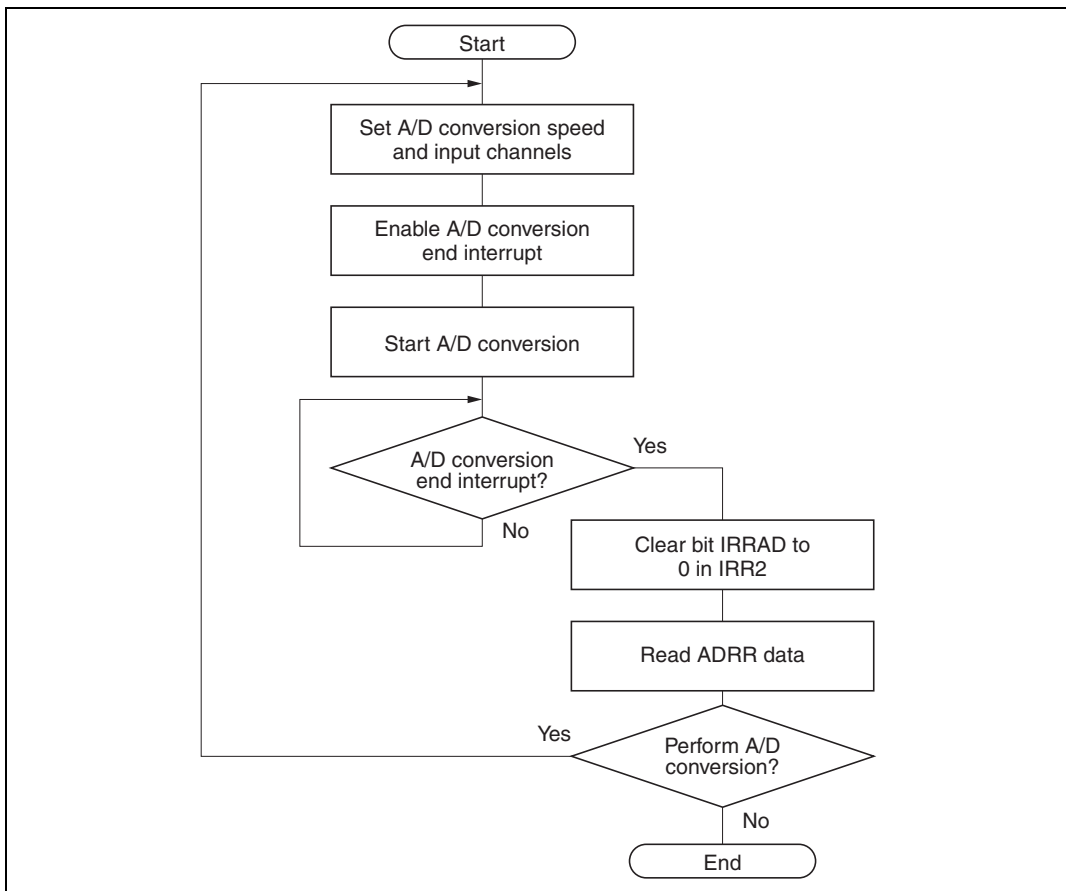 Start
Set A/D conversion speed
and input channels
Enable A/D conversion
end interrupt
Start A/D conversion
A/D conversion
end interrupt?
Yes
No
Clear bit IRRAD to
0 in IRR2
Read ADRR data
Perform A/D
conversion?
Yes
No
End